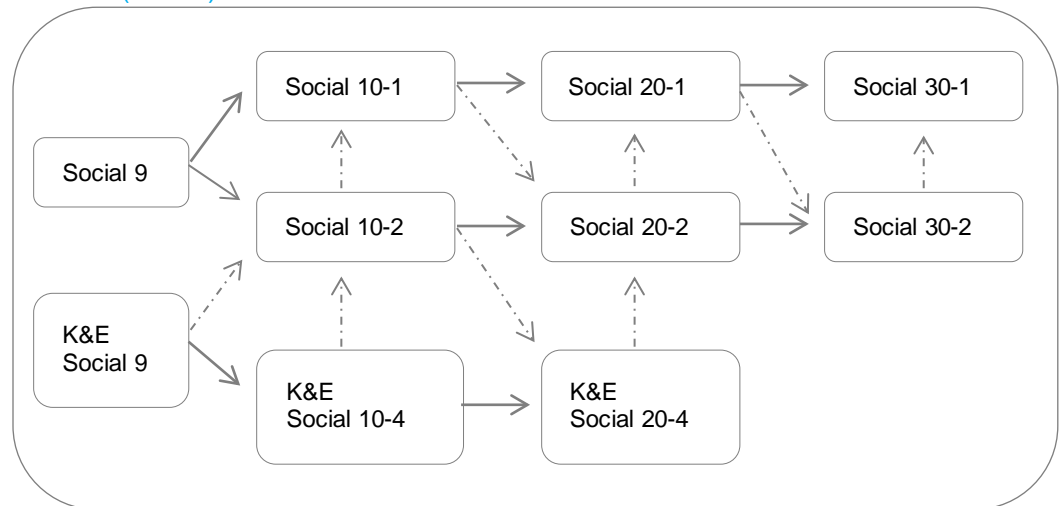 Social 10-1
Social 20-1
Social 30-1
Social 9
Social 10-2
Social 20-2
Social 30-2
K&E
Social 9
K&E
Social 10-4
K&E
Social 20-4